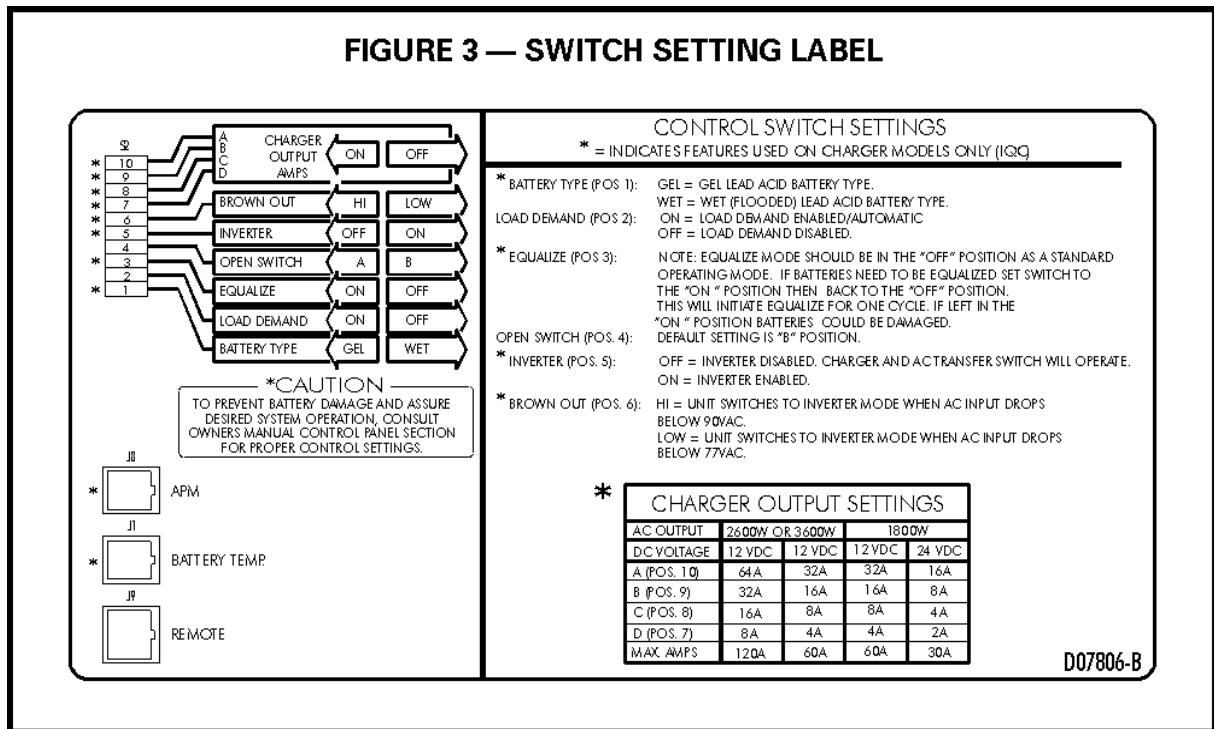 FIGURE 3 — SWITCH SETTING LABEL
S2
* 10
* 9
* 8
* 7
* 6
* 5
4
* 3
2
* 1
A
B
C
D
CHARGER
OUTPUT
AMPS
ON OFF
BROWN OUT HI LOW
INVERTER OFF ON
OPEN SWITCH A B
EQUALIZE ON OFF
LOAD DEMAND ON OFF
BATTERY TYPE GEL WET
*CAUTION
TO PREVENT BATTERY DAMAGE AND ASSURE
DESIRED SYSTEM OPERATION, CONSULT
OWNERS MANUAL CONTROL PANEL SECTION
FOR PROPER CONTROL SETTINGS.
J8
* APM
J1
* BATTERY TEMP.
J9
REMOTE
CONTROL SWITCH SETTINGS
* = INDICATES FEATURES USED ON CHARGER MODELS ONLY (IQC)
* BATTERY TYPE (POS 1): GEL = GEL LEAD ACID BATTERY TYPE.
WET = WET (FLOODED) LEAD ACID BATTERY TYPE.
LOAD DEMAND (POS 2): ON = LOAD DEMAND ENABLED/AUTOMATIC
OFF = LOAD DEMAND DISABLED.
* EQUALIZE (POS 3): NOTE: EQUALIZE MODE SHOULD BE IN THE "OFF" POSITION AS A STANDARD
OPERATING MODE. IF BATTERIES NEED TO BE EQUALIZED SET SWITCH TO
THE "ON " POSITION THEN BACK TO THE "OFF" POSITION.
THIS WILL INITIATE EQUALIZE FOR ONE CYCLE. IF LEFT IN THE
"ON " POSITION BATTERIES COULD BE DAMAGED.
OPEN SWITCH (POS. 4): DEFAULT SETTING IS "B" POSITION.
* INVERTER (POS. 5): OFF = INVERTER DISABLED. CHARGER AND AC TRANSFER SWITCH WILL OPERATE.
ON = INVERTER ENABLED.
* BROWN OUT (POS. 6): HI = UNIT SWITCHES TO INVERTER MODE WHEN AC INPUT DROPS
BELOW 90VAC.
LOW = UNIT SWITCHES TO INVERTER MODE WHEN AC INPUT DROPS
BELOW 77VAC.
* CHARGER OUTPUT SETTINGS
AC OUTPUT 2600W OR 3600W 1800W
DC VOLTAGE 12 VDC 12 VDC 12 VDC 24 VDC
A (POS. 10) 64A 32A 32A 16A
B (POS. 9) 32A 16A 16A 8A
C (POS. 8) 16A 8A 8A 4A
D (POS. 7) 8A 4A 4A 2A
MAX. AMPS 120A 60A 60A 30A
D07806-B